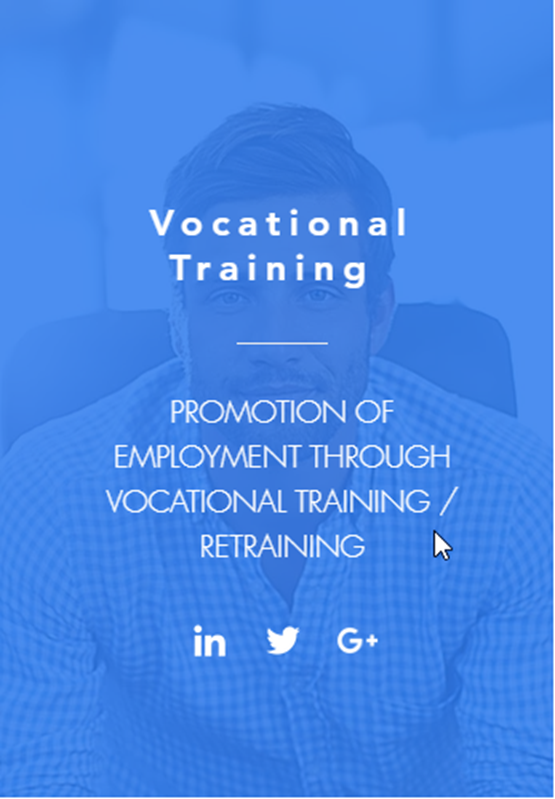 Vocational
Training
PROMOTION OF
EMPLOYMENT THROUGH
VOCATIONAL TRAINING /
RETRAINING
in
G+